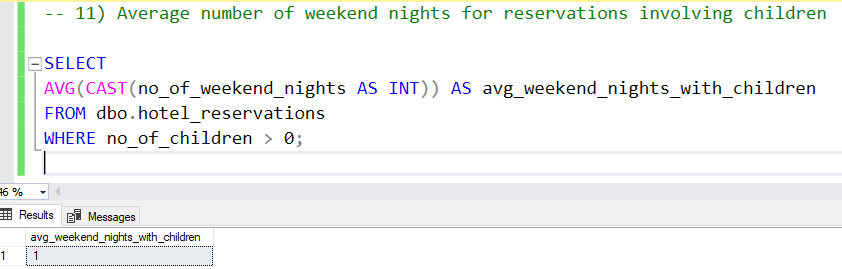 -- 11) Average number of weekend nights for reservations involving children
SELECT
AVG(CAST(no_of_weekend_nights AS INT)) AS avg_weekend_nights_with_children
FROM dbo.hotel_reservations
WHERE no_of_children > 0;
46 %
Results Messages
avg_weekend_nights_with_children
1 1